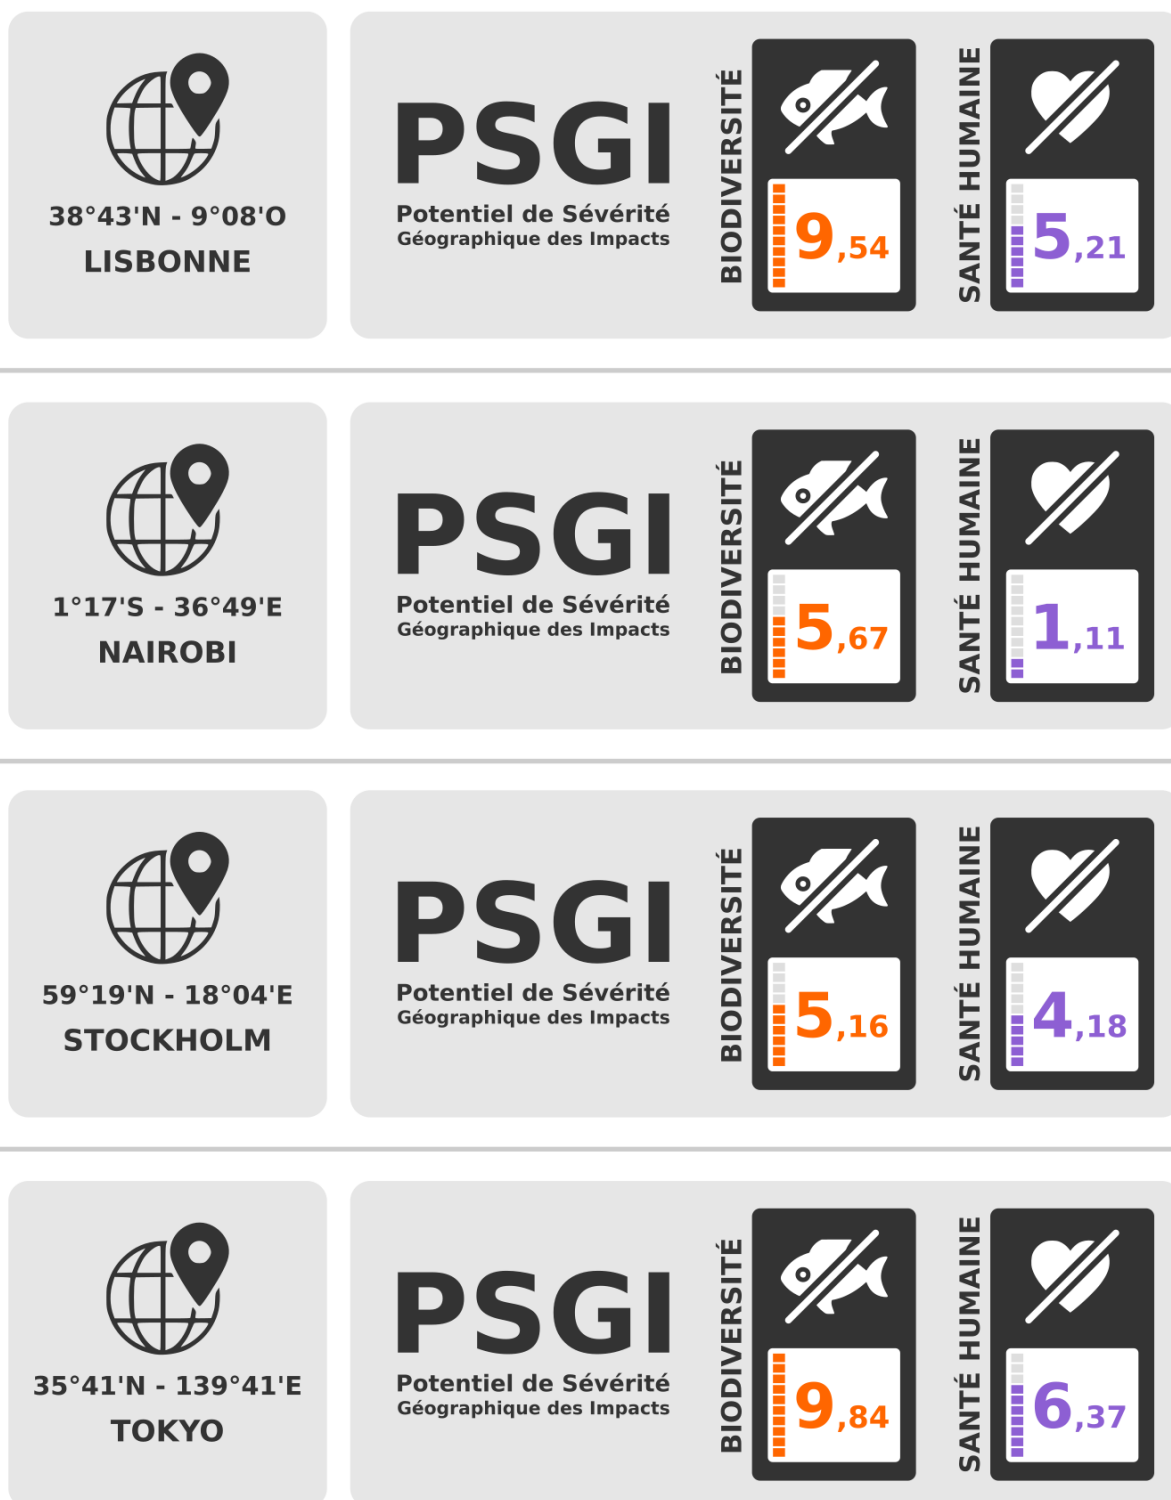 38°43'N - 9°08'O
LISBONNE
PSGI
Potentiel de Sévérité
Géographique des Impacts
BIODIVERSITÉ
9,54
SANTÉ HUMAINE
5,21
1°17'S - 36°49'E
NAIROBI
PSGI
Potentiel de Sévérité
Géographique des Impacts
BIODIVERSITÉ
5,67
SANTÉ HUMAINE
1,11
59°19'N - 18°04'E
STOCKHOLM
PSGI
Potentiel de Sévérité
Géographique des Impacts
BIODIVERSITÉ
5,16
SANTÉ HUMAINE
4,18
35°41'N - 139°41'E
TOKYO
PSGI
Potentiel de Sévérité
Géographique des Impacts
BIODIVERSITÉ
9,84
SANTÉ HUMAINE
6,37